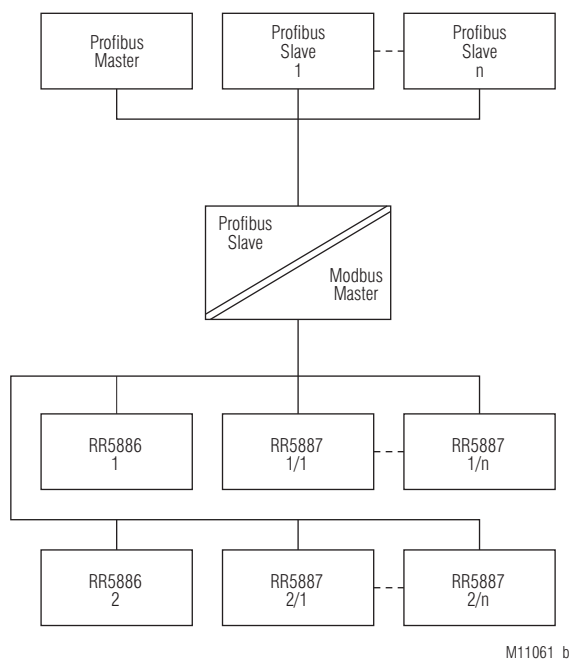 Profibus
Master
Profibus
Slave
1
Profibus
Slave
n
Profibus
Slave
Modbus
Master
RR5886
1
RR5887
1/1
RR5887
1/n
RR5886
2
RR5887
2/1
RR5887
2/n
M11061 b